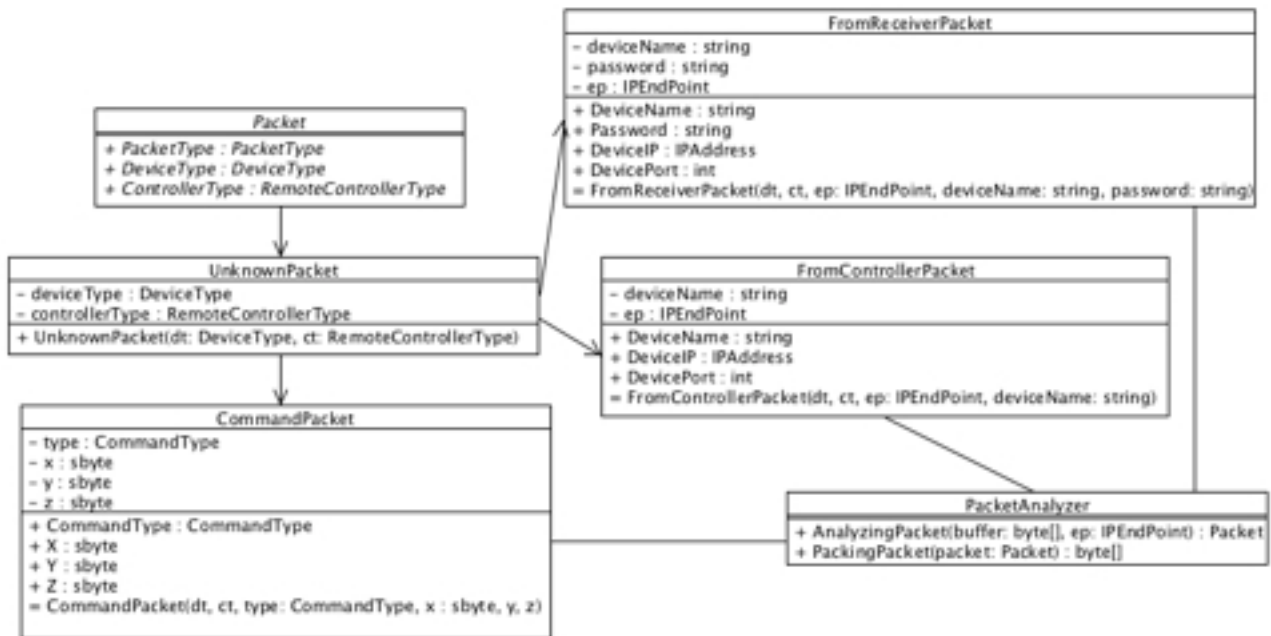 FromReceiverPacket
- deviceName : string
- password : string
- ep : IPEndPoint
+ DeviceName : string
+ Password : string
+ DeviceIP : IPAddress
+ DevicePort : int
= FromReceiverPacket(dt, ct, ep: IPEndPoint, deviceName: string, password: string)
Packet
+ PacketType : PacketType
+ DeviceType : DeviceType
+ ControllerType : RemoteControllerType
UnknownPacket
- deviceType : DeviceType
- controllerType : RemoteControllerType
+ UnknownPacket(dt: DeviceType, ct: RemoteControllerType)
FromControllerPacket
- deviceName : string
- ep : IPEndPoint
+ DeviceName : string
+ DeviceIP : IPAddress
+ DevicePort : int
= FromControllerPacket(dt, ct, ep: IPEndPoint, deviceName: string)
CommandPacket
- type : CommandType
- x : sbyte
- y : sbyte
- z : sbyte
+ CommandType : CommandType
+ X : sbyte
+ Y : sbyte
+ Z : sbyte
= CommandPacket(dt, ct, type: CommandType, x : sbyte, y, z)
PacketAnalyzer
+ AnalyzingPacket(buffer: byte[], ep: IPEndPoint) : Packet
+ PackingPacket(packet: Packet) : byte[]